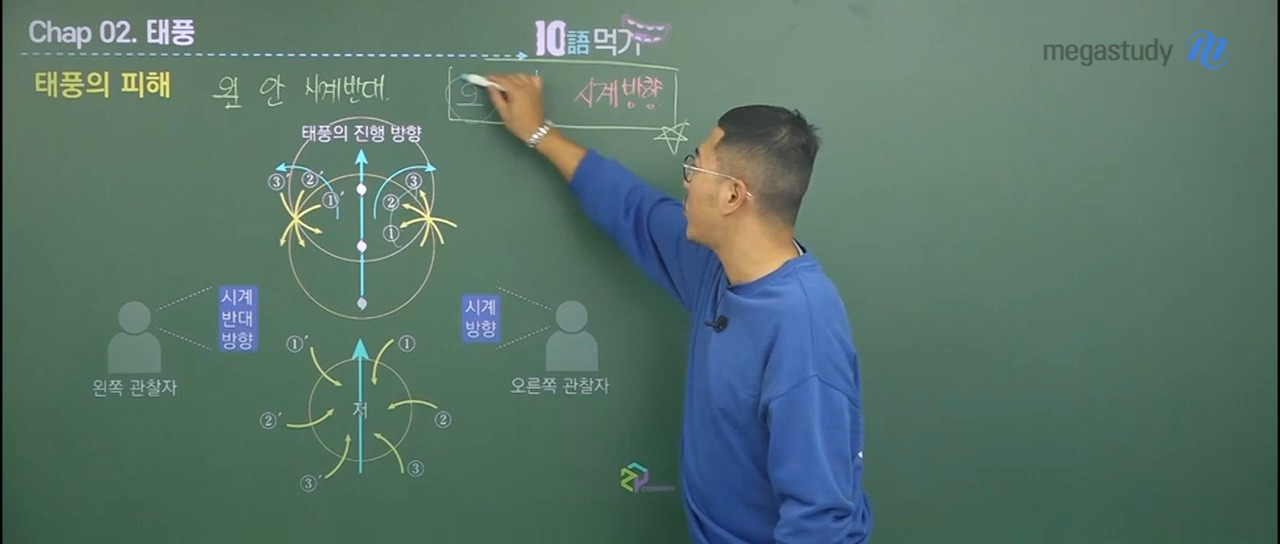 Chap 02. 태풍
10語먹기
megastudy
태풍의 피해
왼 안 시계반대.
오 시계방향
태풍의 진행 방향
③´ ②´ ①´
③
②
①
시계
반대
방향
시계
방향
왼쪽 관찰자
오른쪽 관찰자
①´ ①
저
②´ ②
③´ ③